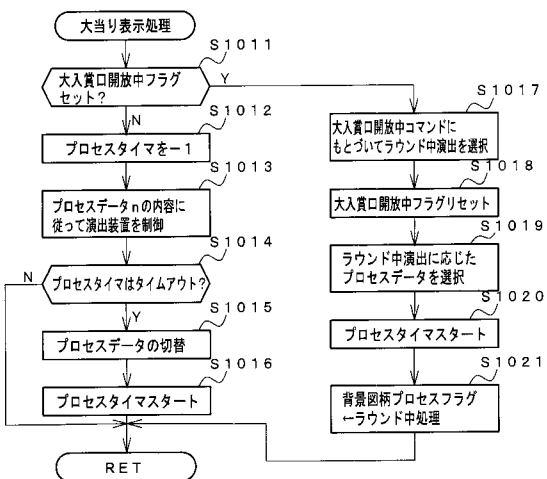 大当り表示処理
S1011
大入賞口開放中フラグ
セット?
Y
N
S1012
プロセスタイマを-1
S1013
プロセスデータnの内容に
従って演出装置を制御
S1014
N
プロセスタイマはタイムアウト?
Y
S1015
プロセスデータの切替
S1016
プロセスタイマスタート
RET
S1017
大入賞口開放中コマンドに
もとづいてラウンド中演出を選択
S1018
大入賞口開放中フラグリセット
S1019
ラウンド中演出に応じた
プロセスデータを選択
S1020
プロセスタイマスタート
S1021
背景図柄プロセスフラグ
←ラウンド中処理